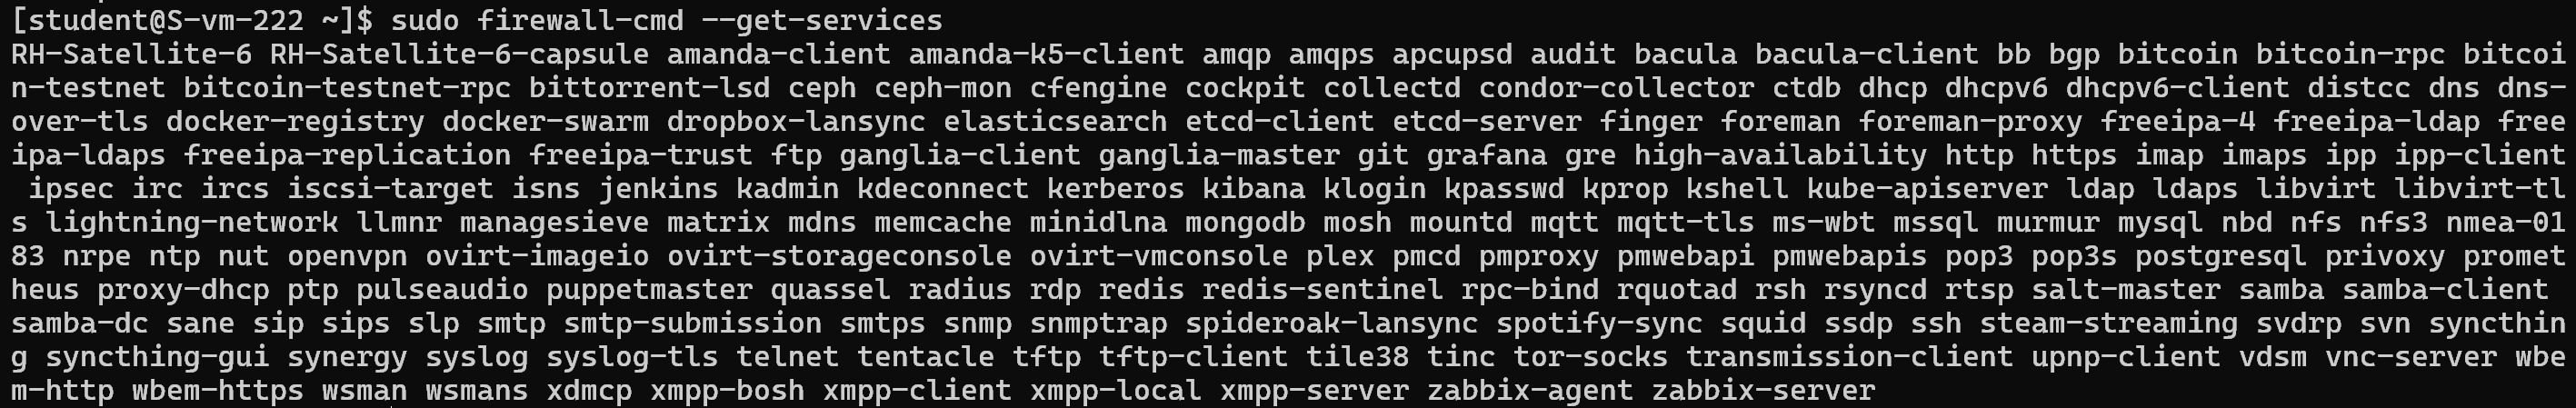 [student@S-vm-222 ~]$ sudo firewall-cmd --get-services
RH-Satellite-6 RH-Satellite-6-capsule amanda-client amanda-k5-client amqp amqps apcupsd audit bacula bacula-client bb bgp bitcoin bitcoin-rpc bitcoi
n-testnet bitcoin-testnet-rpc bittorrent-lsd ceph ceph-mon cfengine cockpit collectd condor-collector ctdb dhcp dhcpv6 dhcpv6-client distcc dns dns-
over-tls docker-registry docker-swarm dropbox-lansync elasticsearch etcd-client etcd-server finger foreman foreman-proxy freeipa-4 freeipa-ldap free
ipa-ldaps freeipa-replication freeipa-trust ftp ganglia-client ganglia-master git grafana gre high-availability http https imap imaps ipp ipp-client
 ipsec irc ircs iscsi-target isns jenkins kadmin kdeconnect kerberos kibana klogin kpasswd kprop kshell kube-apiserver ldap ldaps libvirt libvirt-tl
s lightning-network llmnr managesieve matrix mdns memcache minidlna mongodb mosh mountd mqtt mqtt-tls ms-wbt mssql murmur mysql nbd nfs nfs3 nmea-01
83 nrpe ntp nut openvpn ovirt-imageio ovirt-storageconsole ovirt-vmconsole plex pmcd pmproxy pmwebapi pmwebapis pop3 pop3s postgresql privoxy promet
heus proxy-dhcp ptp pulseaudio puppetmaster quassel radius rdp redis redis-sentinel rpc-bind rquotad rsh rsyncd rtsp salt-master samba samba-client
samba-dc sane sip sips slp smtp smtp-submission smtps snmp snmptrap spideroak-lansync spotify-sync squid ssdp ssh steam-streaming svdrp svn syncthin
g syncthing-gui synergy syslog syslog-tls telnet tentacle tftp tftp-client tile38 tinc tor-socks transmission-client upnp-client vdsm vnc-server wbe
m-http wbem-https wsman wsmans xdmcp xmpp-bosh xmpp-client xmpp-local xmpp-server zabbix-agent zabbix-server